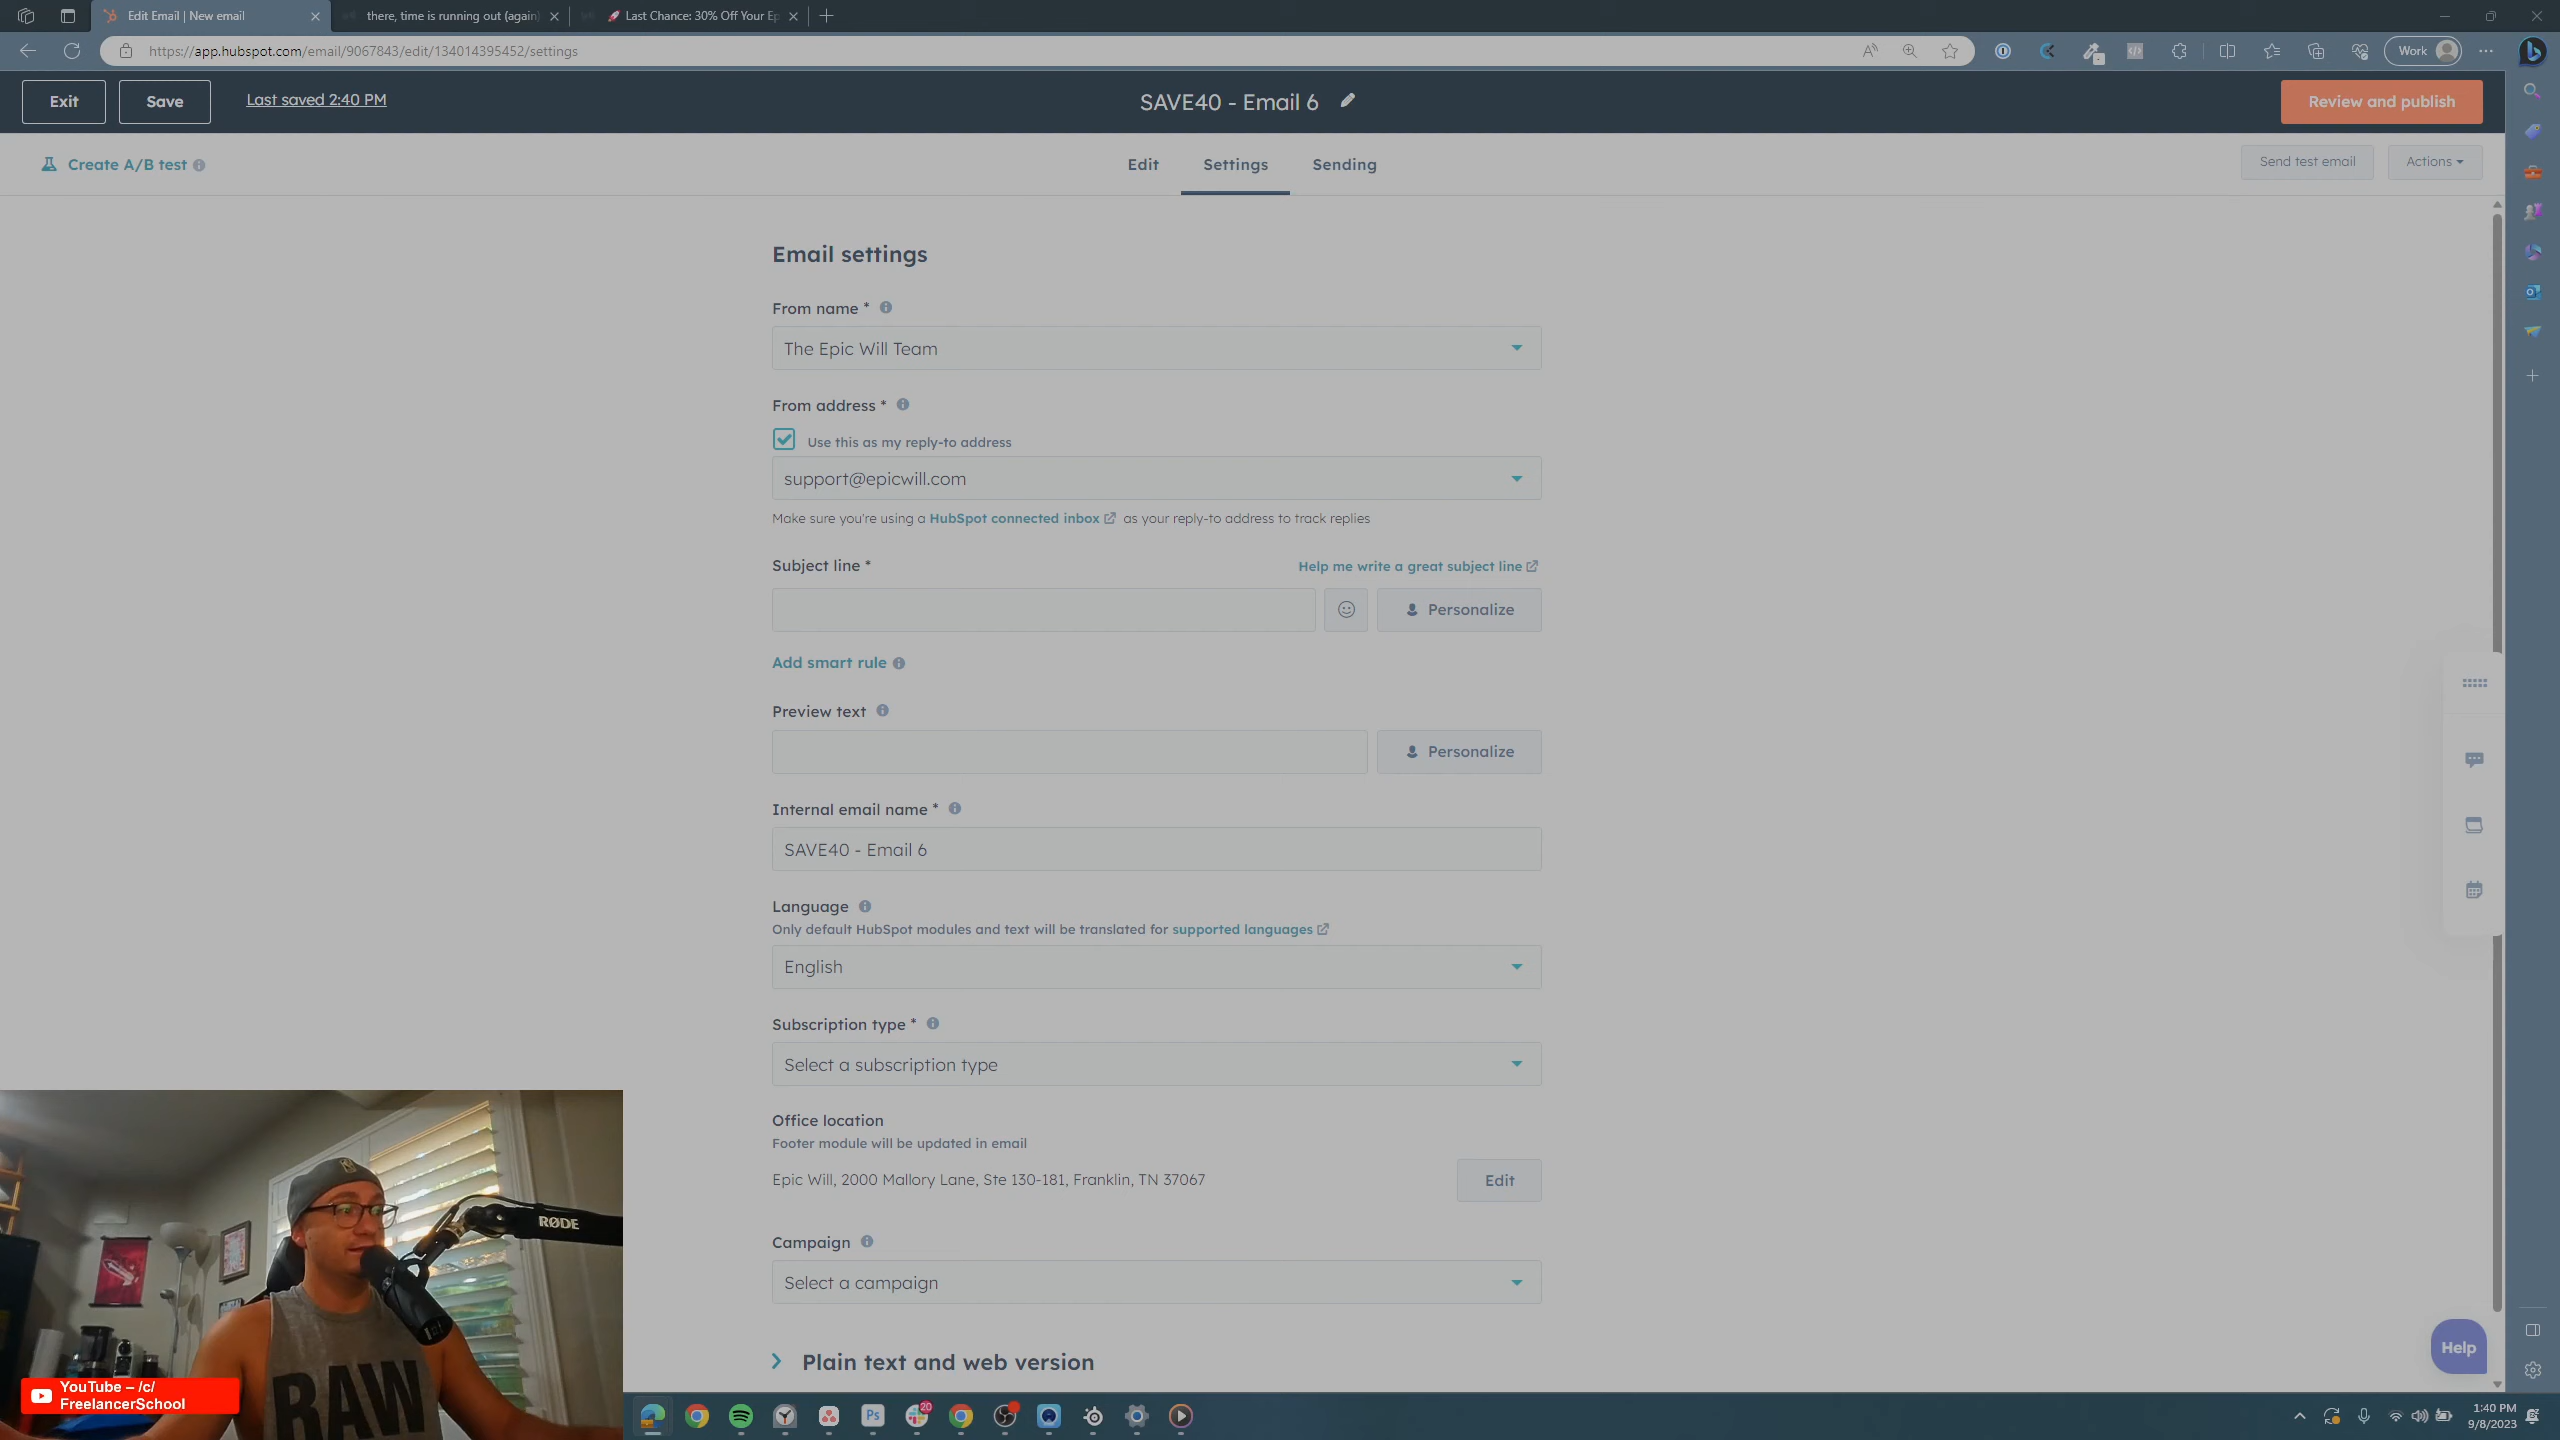 Edit Email | New email
there, time is running out (again)
🚀 Last Chance: 30% Off Your Ep
https://app.hubspot.com/email/9067843/edit/134014395452/settings
Work
Exit
Save
Last saved 2:40 PM
SAVE40 - Email 6
Review and publish
Create A/B test
Edit
Settings
Sending
Send test email
Actions
Email settings
From name *
The Epic Will Team
From address *
Use this as my reply-to address
support@epicwill.com
Make sure you're using a HubSpot connected inbox as your reply-to address to track replies
Subject line *
Help me write a great subject line
Personalize
Add smart rule
Preview text
Personalize
Internal email name *
SAVE40 - Email 6
Language
Only default HubSpot modules and text will be translated for supported languages
English
Subscription type *
Select a subscription type
Office location
Footer module will be updated in email
Epic Will, 2000 Mallory Lane, Ste 130-181, Franklin, TN 37067
Edit
Campaign
Select a campaign
Plain text and web version
Help
RØDE
RAW
YouTube – /c/
FreelancerSchool
Ps
20
1:40 PM
9/8/2023